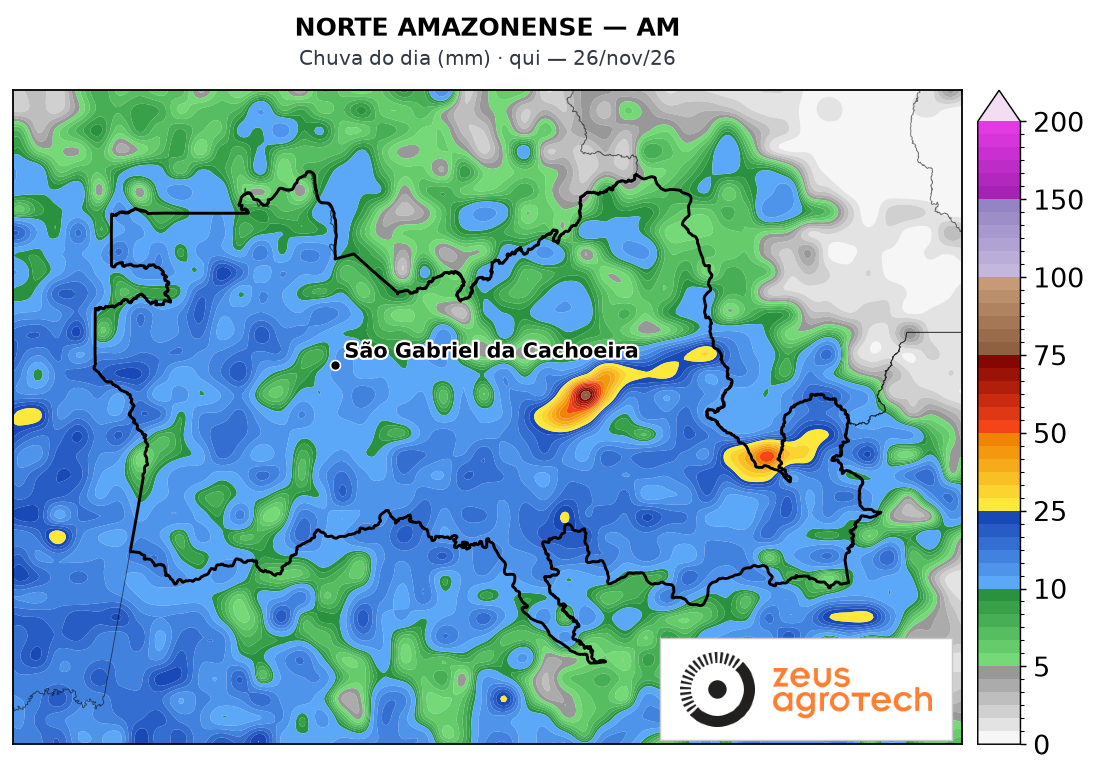 NORTE AMAZONENSE — AM
Chuva do dia (mm) · qui — 26/nov/26
São Gabriel da Cachoeira
200
150
100
75
50
25
10
5
0
zeus
agrotech